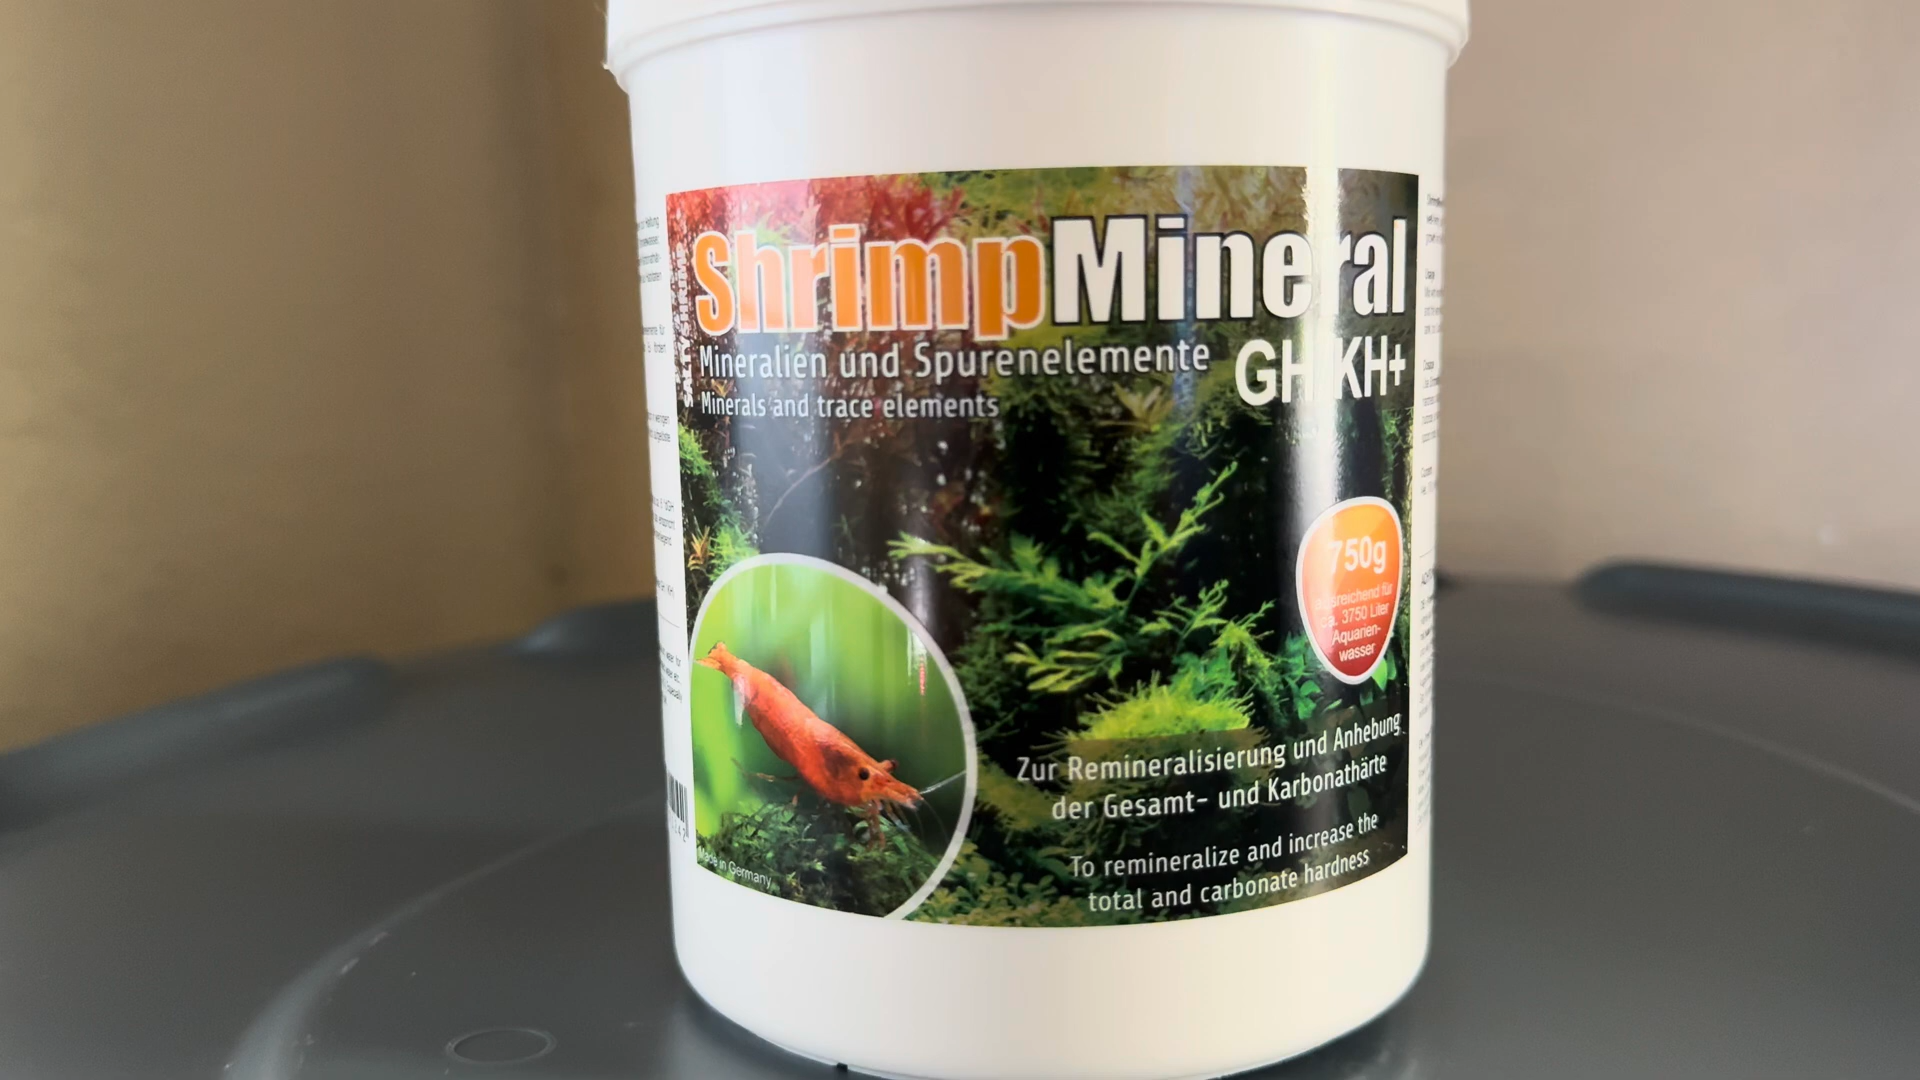 SALTYSHRIMP
ShrimpMineral
GH/KH+
Mineralien und Spurenelemente
Minerals and trace elements
750g
ausreichend für
ca. 3750 Liter
Aquarien-
wasser
Zur Remineralisierung und Anhebung
der Gesamt- und Karbonathärte
To remineralize and increase the
total and carbonate hardness
Made in Germany